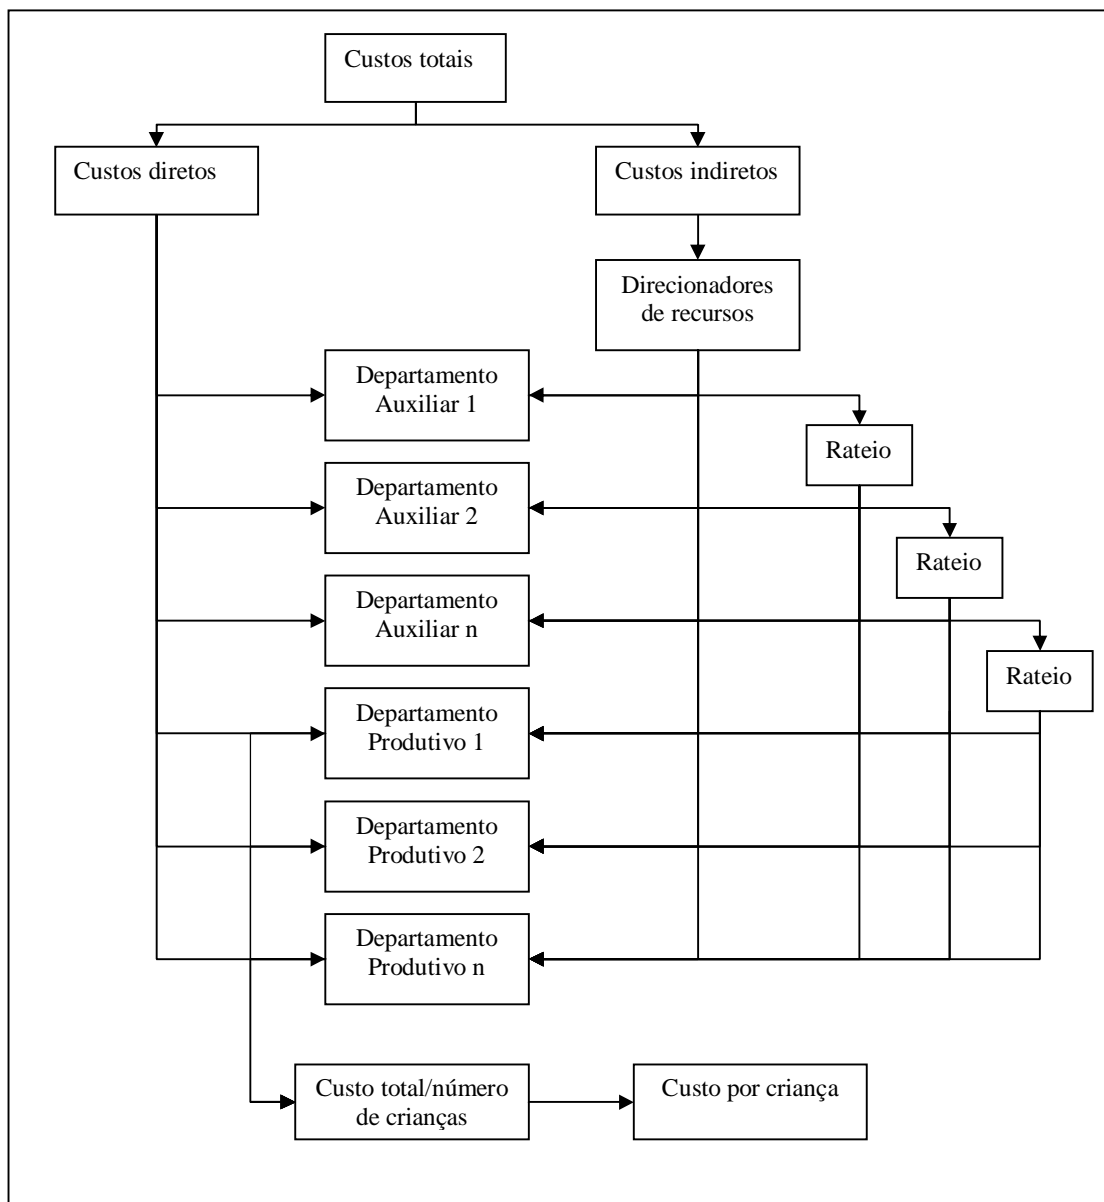 Custos totais
Custos diretos
Custos indiretos
Direcionadores
de recursos
Departamento
Auxiliar 1
Rateio
Departamento
Auxiliar 2
Rateio
Departamento
Auxiliar n
Rateio
Departamento
Produtivo 1
Departamento
Produtivo 2
Departamento
Produtivo n
Custo total/número
de crianças
Custo por criança